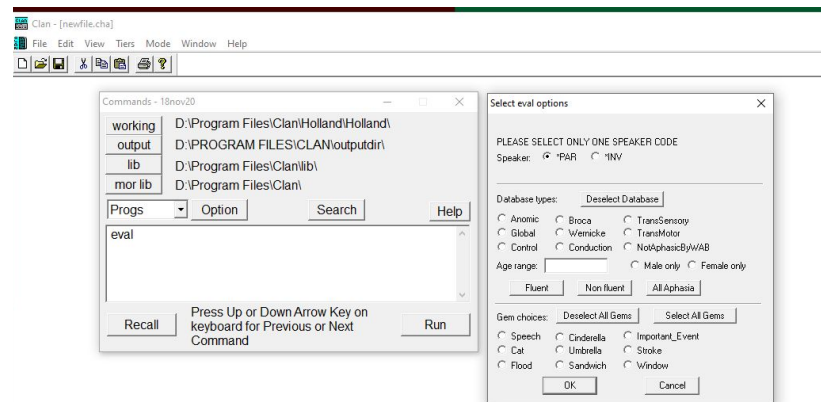 Clan - [newfile.cha]
File Edit View Tiers Mode Window Help
Commands - 18nov20
working D:\Program Files\Clan\Holland\Holland\
output D:\PROGRAM FILES\CLAN\outputdir\
lib D:\Program Files\Clan\lib\
mor lib D:\Program Files\Clan\
Progs Option Search Help
eval
Recall Press Up or Down Arrow Key on keyboard for Previous or Next Command Run
Select eval options
PLEASE SELECT ONLY ONE SPEAKER CODE
Speaker: *PAR *INV
Database types: Deselect Database
Anomic Broca TransSensory
Global Wernicke TransMotor
Control Conduction NotAphasicByWAB
Age range: Male only Female only
Fluent Non fluent All Aphasia
Gem choices: Deselect All Gems Select All Gems
Speech Cinderella Important_Event
Cat Umbrella Stroke
Flood Sandwich Window
OK Cancel